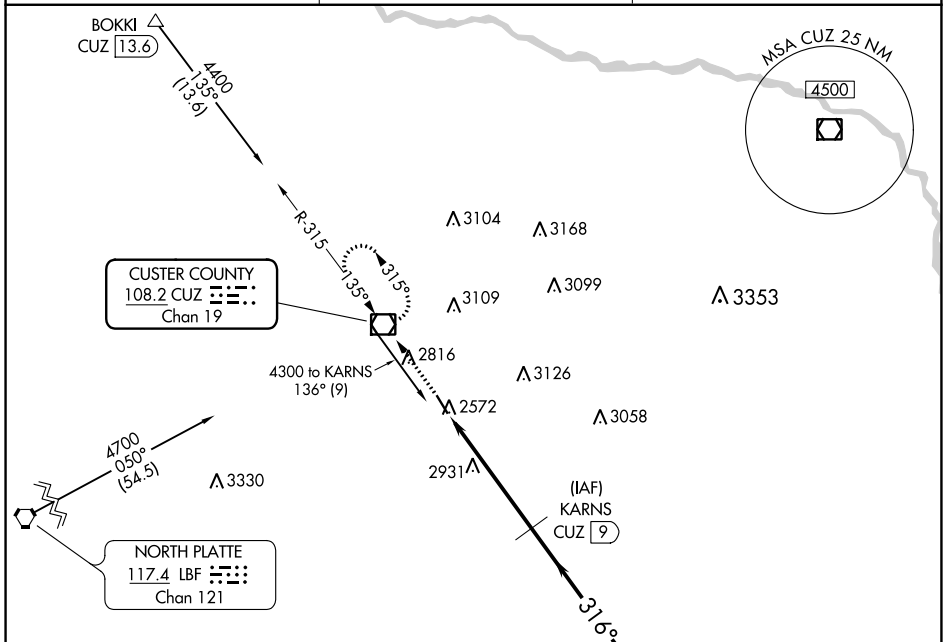 BOKKI
CUZ 13.6
4400
135°
(13.6)
MSA CUZ 25 NM
4500
R-315
135°
315°
3104
3168
3109
3099
3353
CUSTER COUNTY
108.2 CUZ
Chan 19
2816
4300 to KARNS
136° (9)
3126
2572
3058
4700
050°
(54.5)
3330
2931
(IAF)
KARNS
CUZ 9
NORTH PLATTE
117.4 LBF
Chan 121
316°